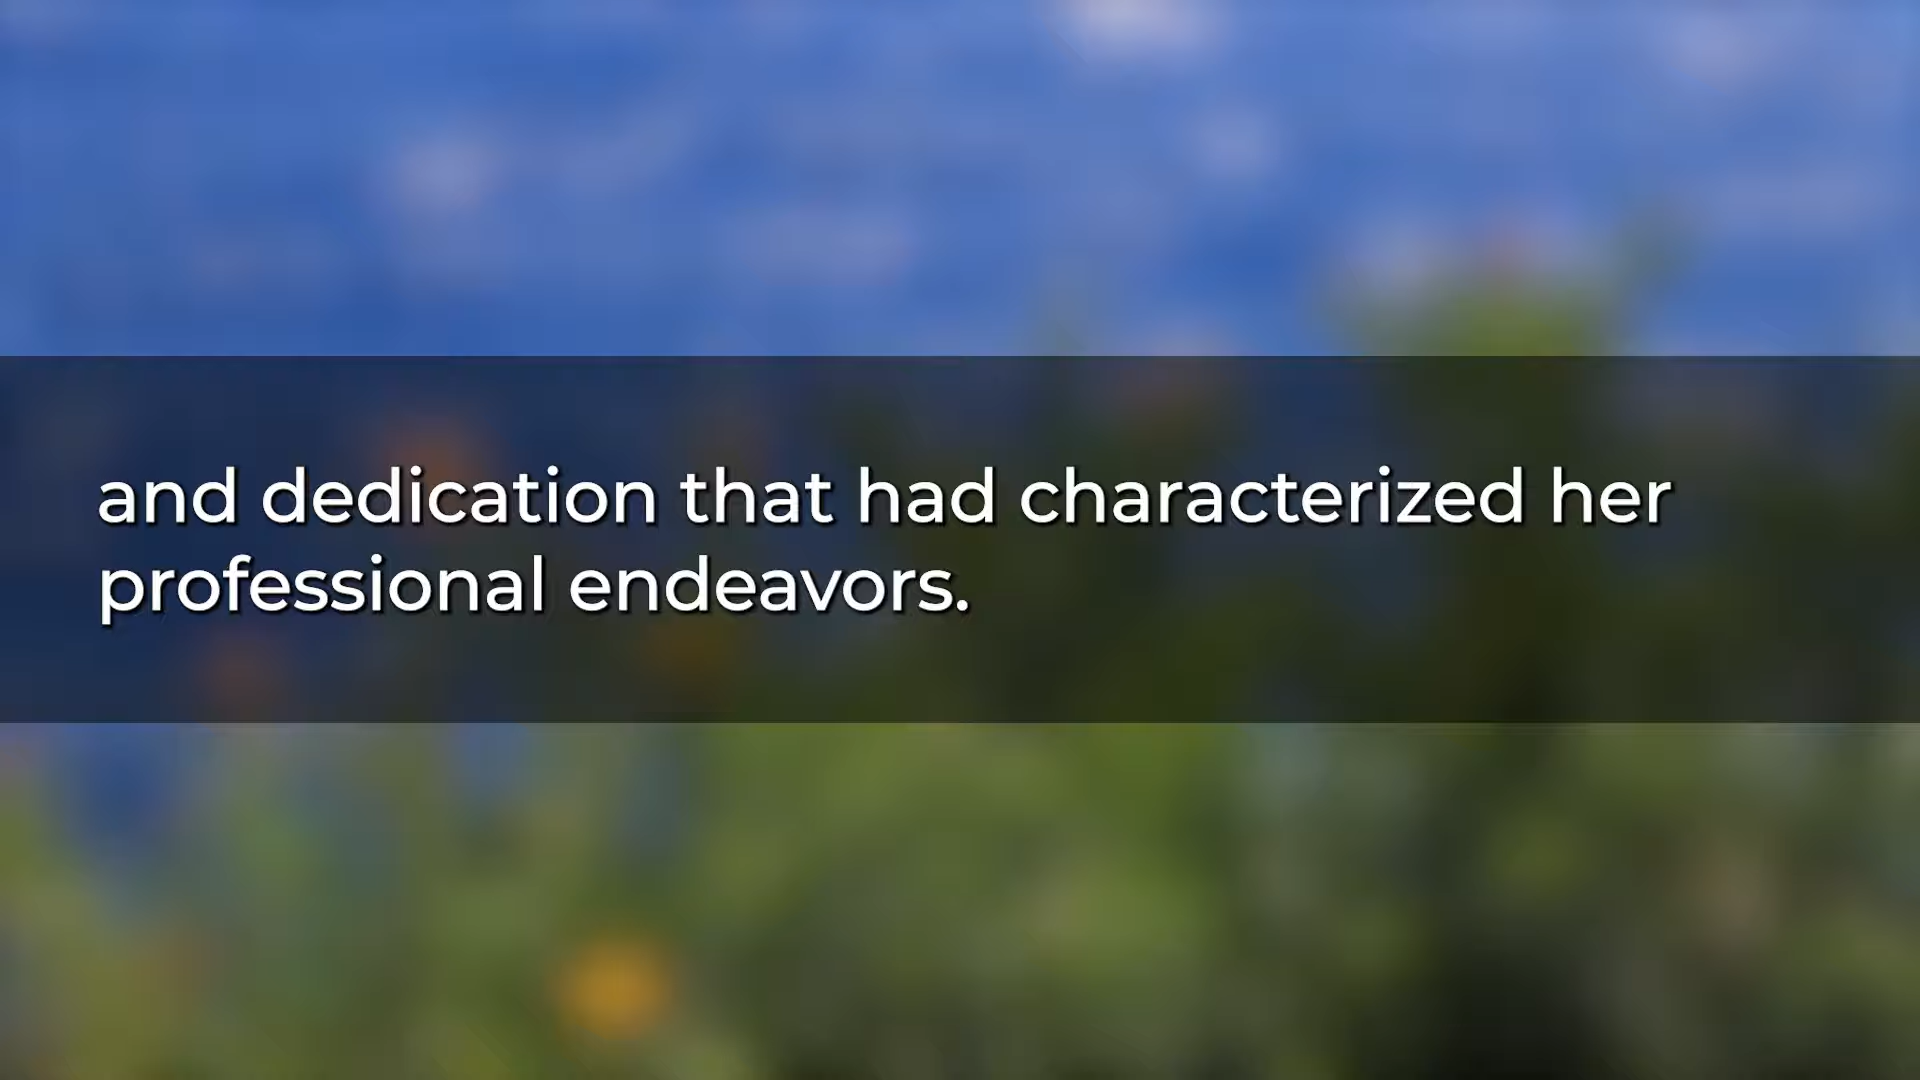 and dedication that had characterized her
professional endeavors.